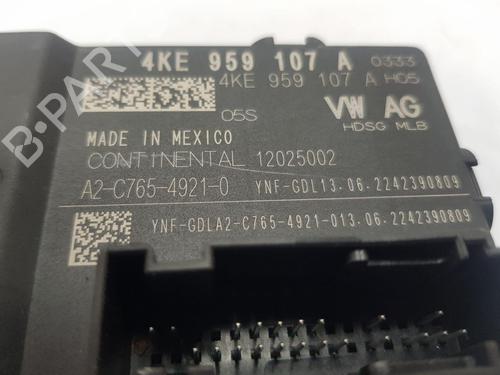 4KE 959 107 A 0333
4KE 959 107 A H05
05S
VW AG
HDSG MLB
MADE IN MEXICO
CONTINENTAL 12025002
A2-C765-4921-0 YNF-GDL13.06.2242390809
YNF-GDLA2-C765-4921-013.06.2242390809
B-PARTS